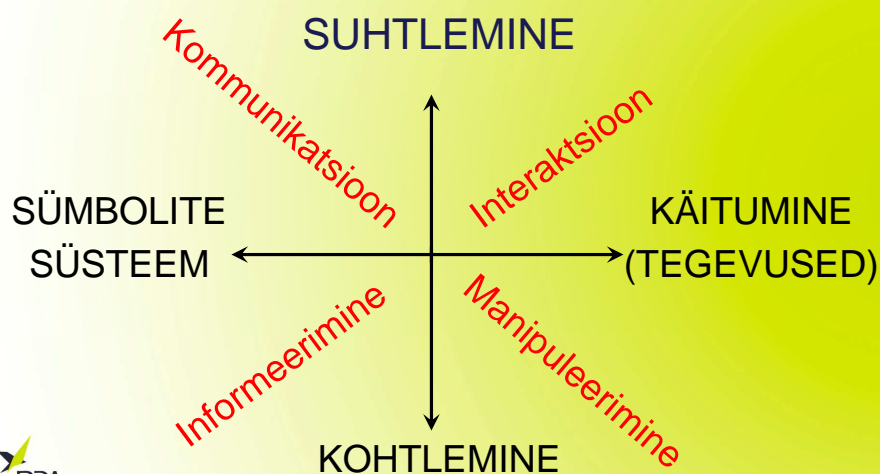 SUHTLEMINE
Kommunikatsioon
Interaktsioon
SÜMBOLITE
SÜSTEEM
KÄITUMINE
(TEGEVUSED)
Informeerimine
Manipuleerimine
KOHTLEMINE